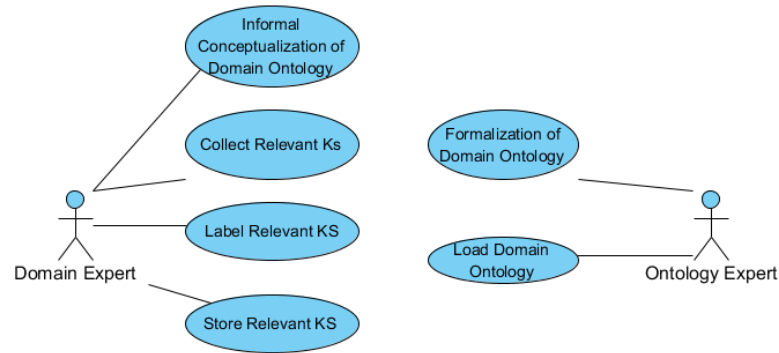 Informal
Conceptualization of
Domain Ontology
Collect Relevant Ks
Label Relevant KS
Store Relevant KS
Domain Expert
Formalization of
Domain Ontology
Load Domain
Ontology
Ontology Expert